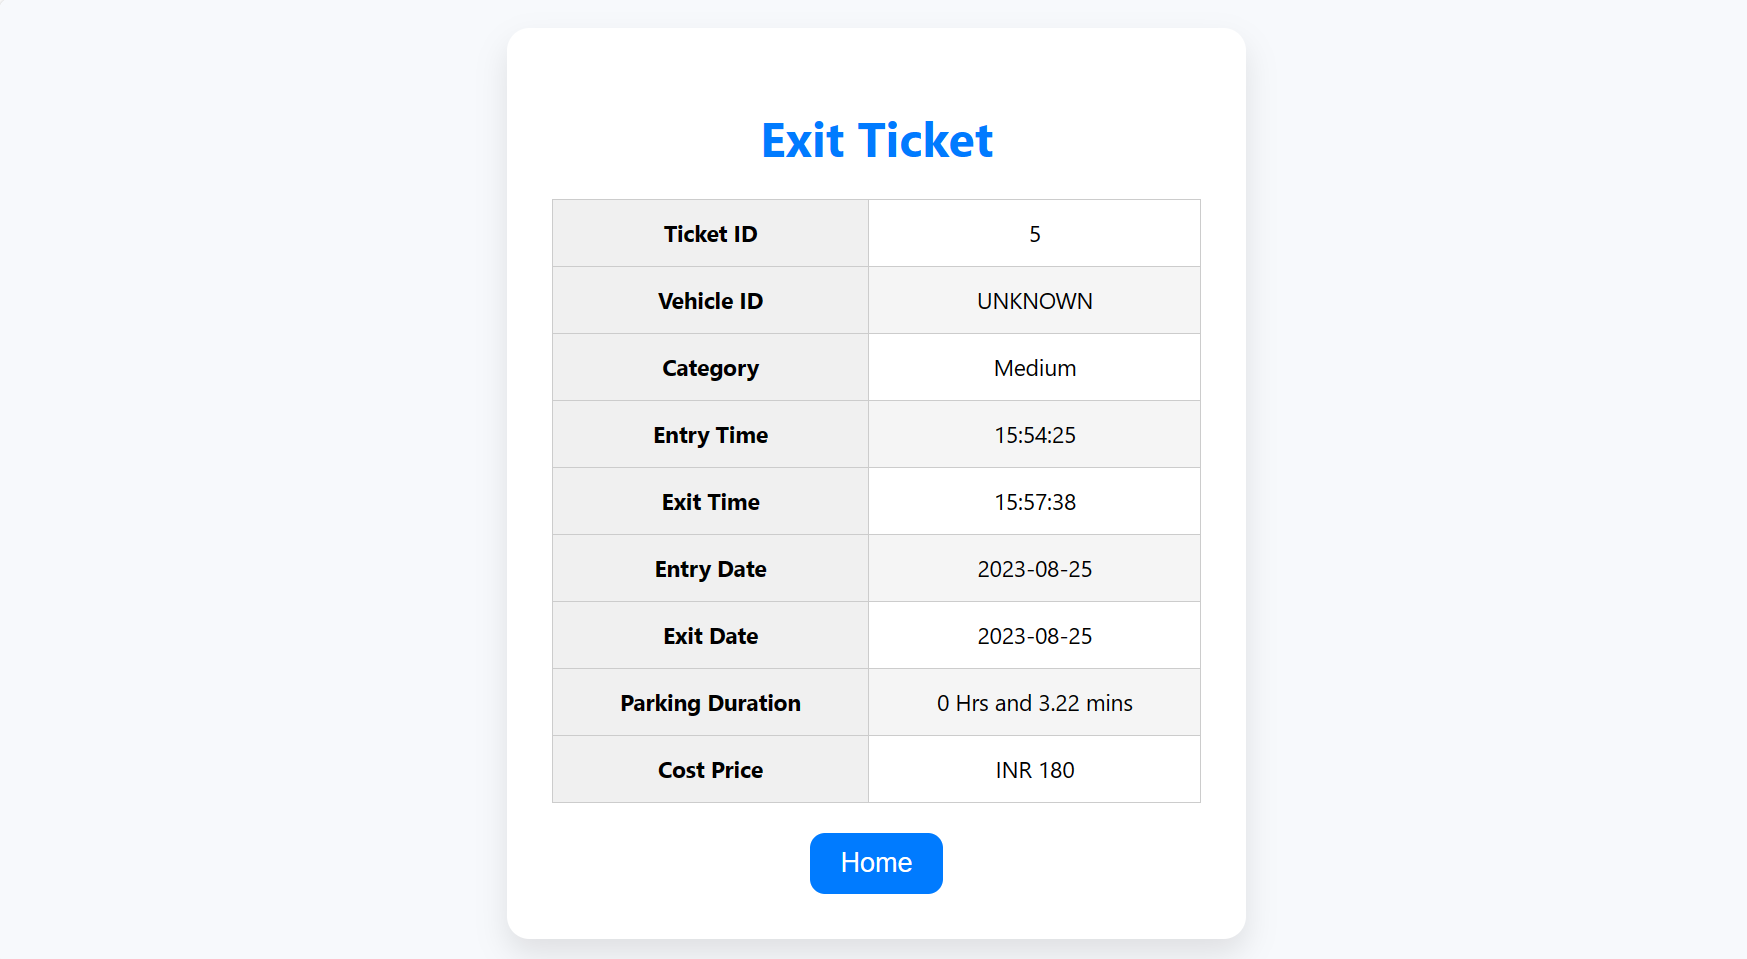 Exit Ticket
Ticket ID 5
Vehicle ID UNKNOWN
Category Medium
Entry Time 15:54:25
Exit Time 15:57:38
Entry Date 2023-08-25
Exit Date 2023-08-25
Parking Duration 0 Hrs and 3.22 mins
Cost Price INR 180
Home